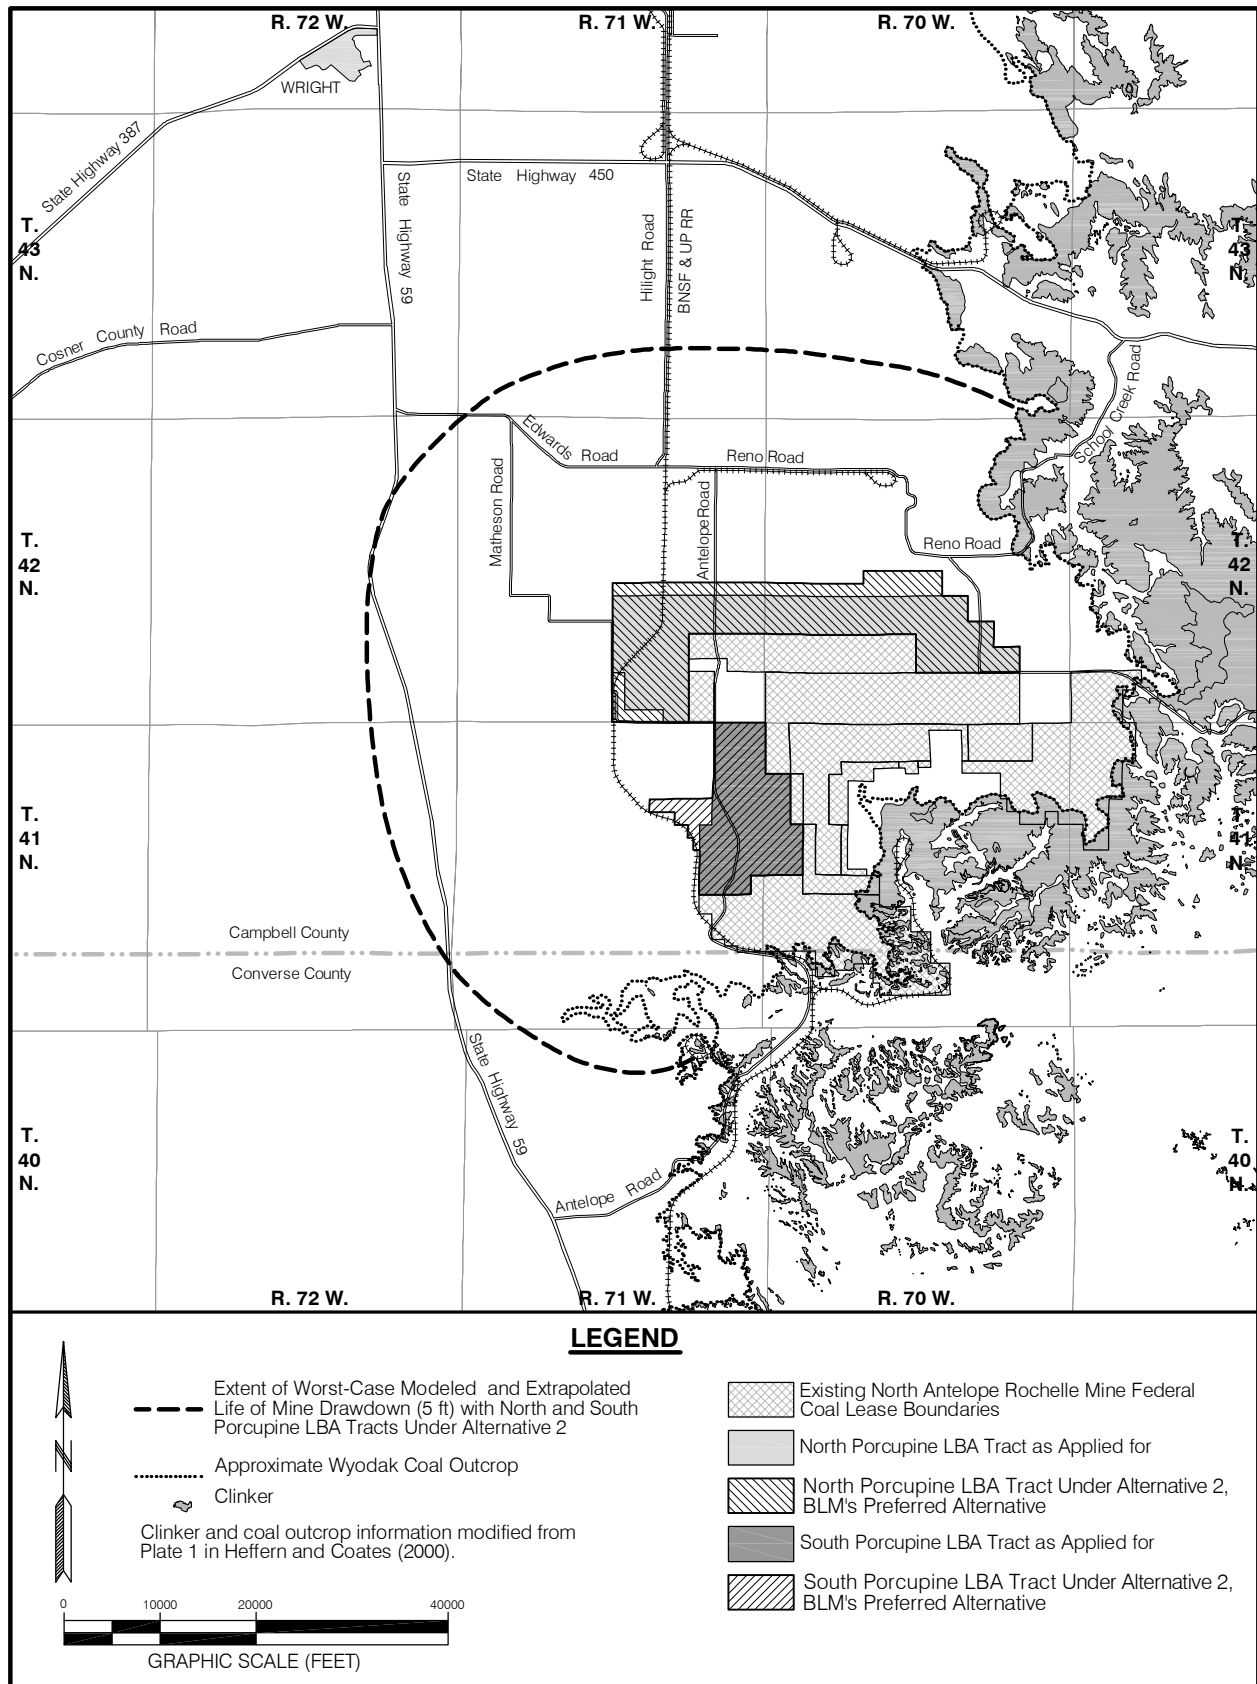 R. 72 W.
R. 71 W.
R. 70 W.
WRIGHT
State Highway 387
State Highway 450
State Highway 59
Hilight Road
BNSF & UP RR
T.
43
N.
T.
43
N.
Cosner County Road
School Creek Road
Edwards Road
Reno Road
Matheson Road
Antelope Road
Reno Road
T.
42
N.
T.
42
N.
T.
41
N.
T.
41
N.
Campbell County
Converse County
State Highway 59
T.
40
N.
T.
40
N.
Antelope Road
R. 72 W.
R. 71 W.
R. 70 W.
LEGEND
N
Extent of Worst-Case Modeled and Extrapolated
Life of Mine Drawdown (5 ft) with North and South
Porcupine LBA Tracts Under Alternative 2
Approximate Wyodak Coal Outcrop
Clinker
Clinker and coal outcrop information modified from
Plate 1 in Heffern and Coates (2000).
0 10000 20000 40000
GRAPHIC SCALE (FEET)
Existing North Antelope Rochelle Mine Federal
Coal Lease Boundaries
North Porcupine LBA Tract as Applied for
North Porcupine LBA Tract Under Alternative 2,
BLM's Preferred Alternative
South Porcupine LBA Tract as Applied for
South Porcupine LBA Tract Under Alternative 2,
BLM's Preferred Alternative